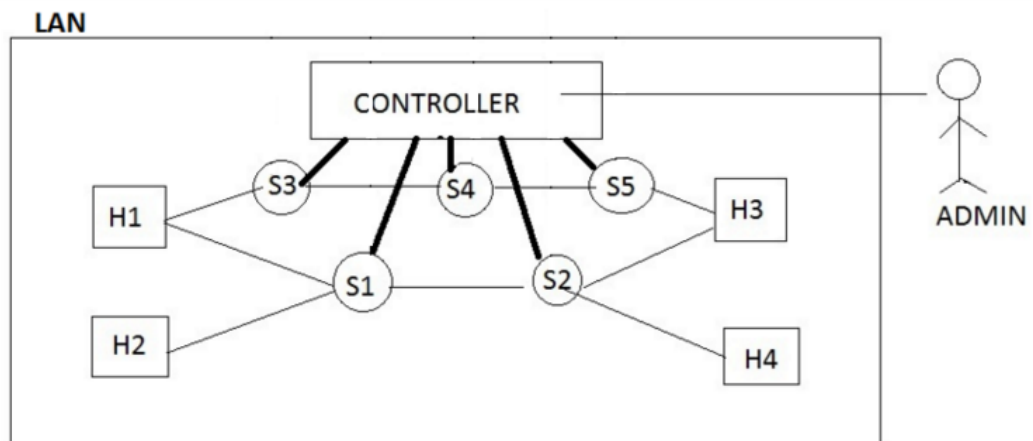 LAN
CONTROLLER
S3
S4
S5
H1
H3
ADMIN
S1
S2
H2
H4